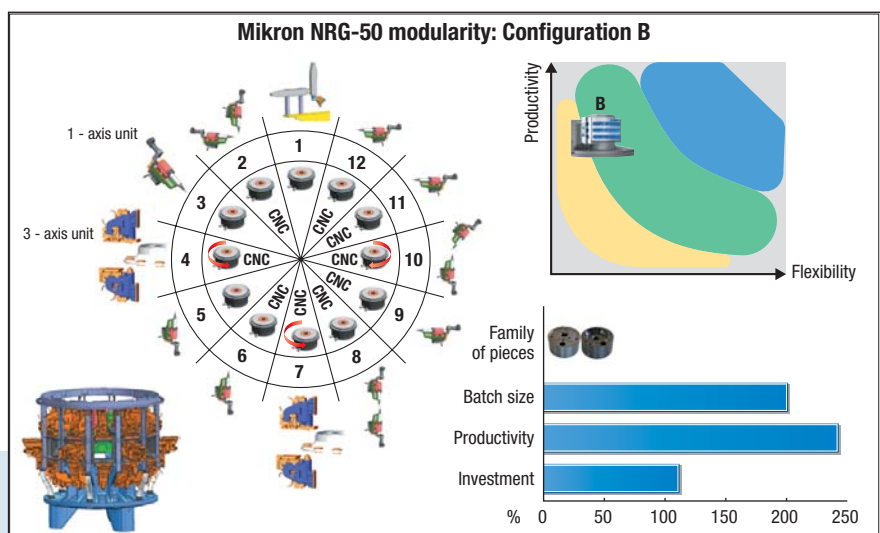 Mikron NRG-50 modularity: Configuration B
1 - axis unit
3 - axis unit
1
2
3
4
5
6
7
8
9
10
11
12
CNC
CNC
CNC
CNC
CNC
CNC
CNC
CNC
CNC
Productivity
B
Flexibility
Family
of pieces
Batch size
Productivity
Investment
% 0 50 100 150 200 250